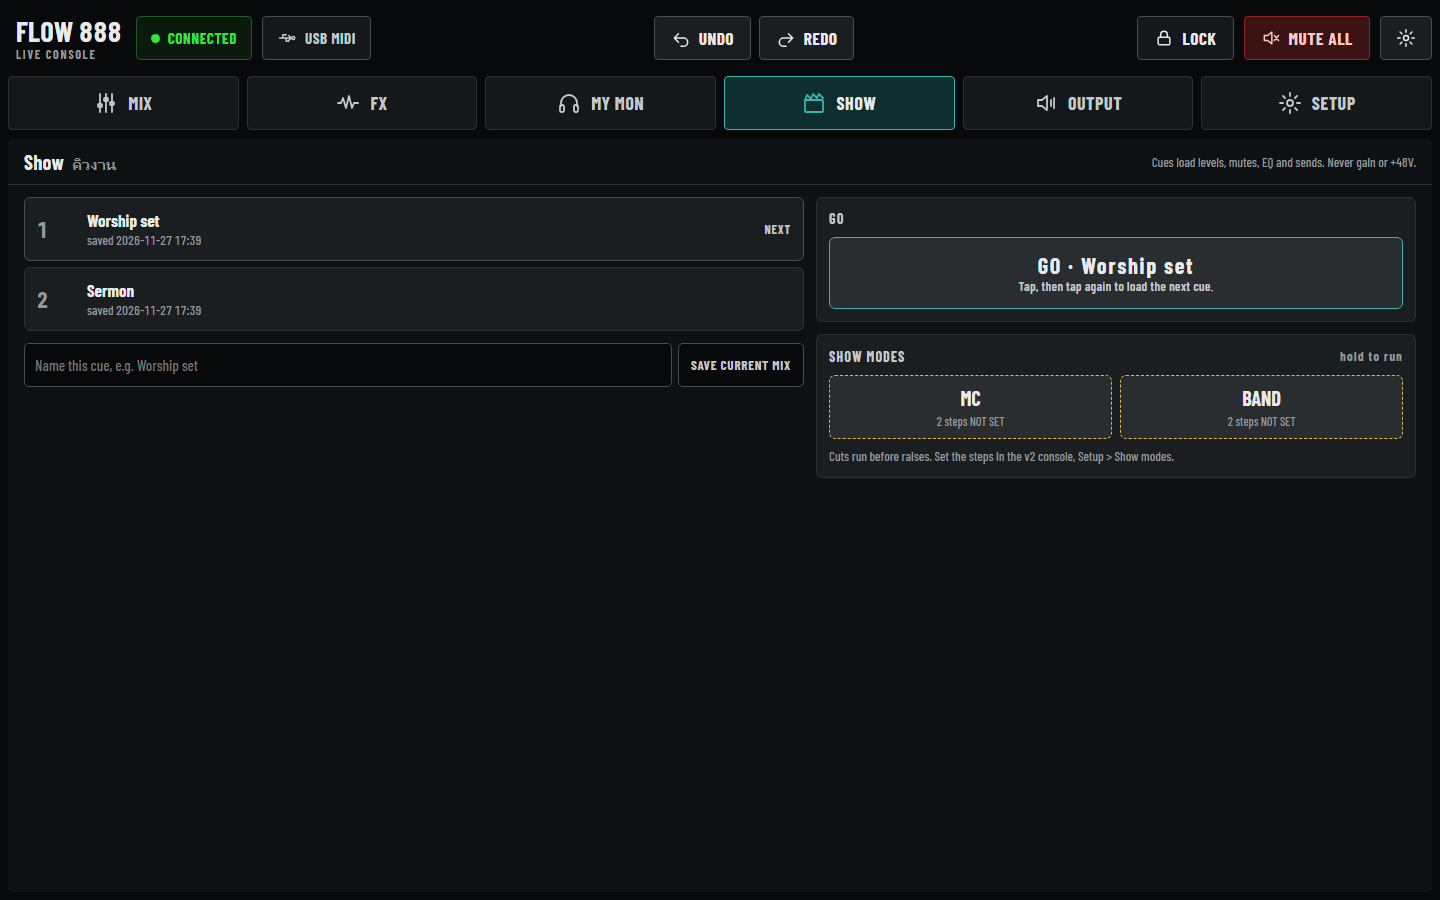 FLOW 888
LIVE CONSOLE
CONNECTED
USB MIDI
UNDO
REDO
LOCK
MUTE ALL
MIX
FX
MY MON
SHOW
OUTPUT
SETUP
Show คิวงาน
Cues load levels, mutes, EQ and sends. Never gain or +48V.
1
Worship set
saved 2026-11-27 17:39
NEXT
2
Sermon
saved 2026-11-27 17:39
Name this cue, e.g. Worship set
SAVE CURRENT MIX
GO
GO · Worship set
Tap, then tap again to load the next cue.
SHOW MODES
hold to run
MC
2 steps NOT SET
BAND
2 steps NOT SET
Cuts run before raises. Set the steps in the v2 console, Setup > Show modes.